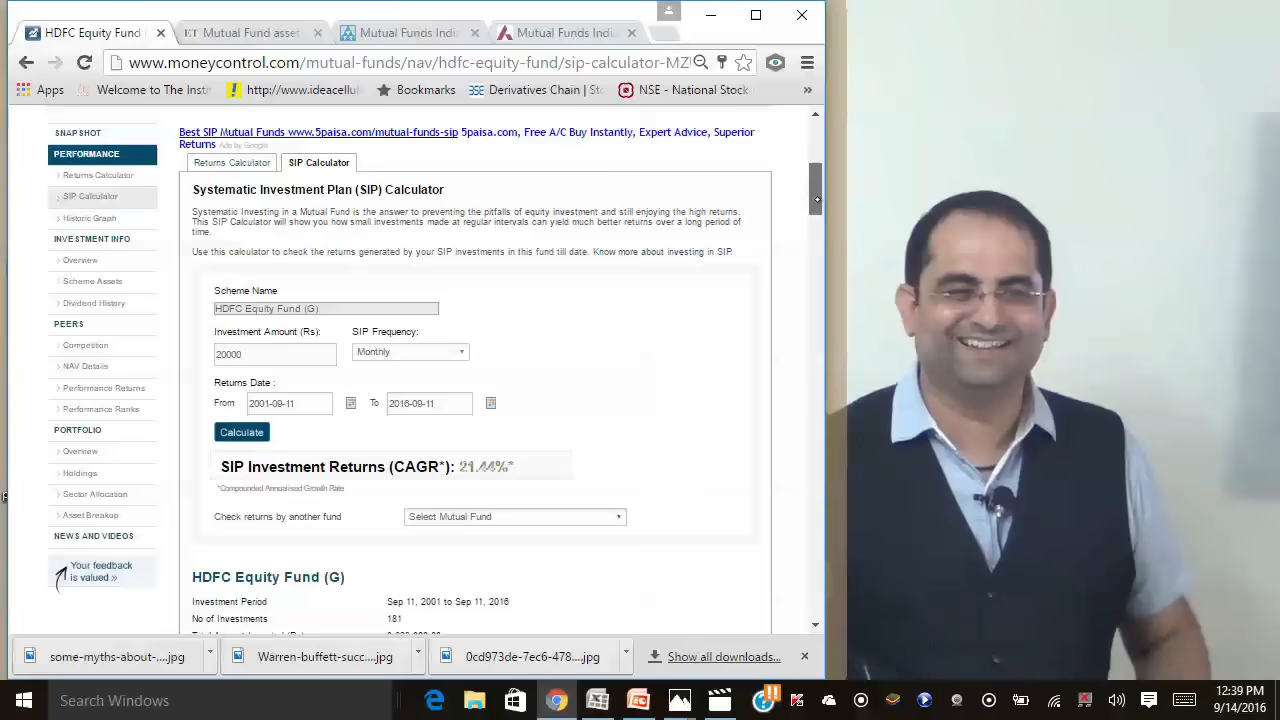 HDFC Equity Fund
Mutual Fund asset
Mutual Funds Indi
Mutual Funds Indi
www.moneycontrol.com/mutual-funds/nav/hdfc-equity-fund/sip-calculator-MZU
Apps
Welcome to The Insta
http://www.ideacellul
Bookmarks
Derivatives Chain | St
NSE - National Stock
SNAPSHOT
PERFORMANCE
Returns Calculator
SIP Calculator
Historic Graph
INVESTMENT INFO
Overview
Scheme Assets
Dividend History
PEERS
Competition
NAV Details
Performance Returns
Performance Ranks
PORTFOLIO
Overview
Holdings
Sector Allocation
Asset Breakup
NEWS AND VIDEOS
Your feedback
is valued »
Best SIP Mutual Funds www.5paisa.com/mutual-funds-sip 5paisa.com, Free A/C Buy Instantly, Expert Advice, Superior
Returns Ads by Google
Returns Calculator
SIP Calculator
Systematic Investment Plan (SIP) Calculator
Systematic Investing in a Mutual Fund is the answer to preventing the pitfalls of equity investment and still enjoying the high returns.
This SIP Calculator will show you how small investments made at regular intervals can yield much better returns over a long period of
time.
Use this calculator to check the returns generated by your SIP investments in this fund till date. Know more about investing in SIP.
Scheme Name
HDFC Equity Fund (G)
Investment Amount (Rs): SIP Frequency:
20000 Monthly
Returns Date :
From 2001-09-11 To 2016-09-11
Calculate
SIP Investment Returns (CAGR*): 21.44%*
*Compounded Annualised Growth Rate
Check returns by another fund Select Mutual Fund
HDFC Equity Fund (G)
Investment Period Sep 11, 2001 to Sep 11, 2016
No of Investments 181
some-myths-about-....jpg
Warren-buffett-succ....jpg
0cd973de-7ec6-478....jpg
Show all downloads...
Search Windows
12:39 PM
9/14/2016